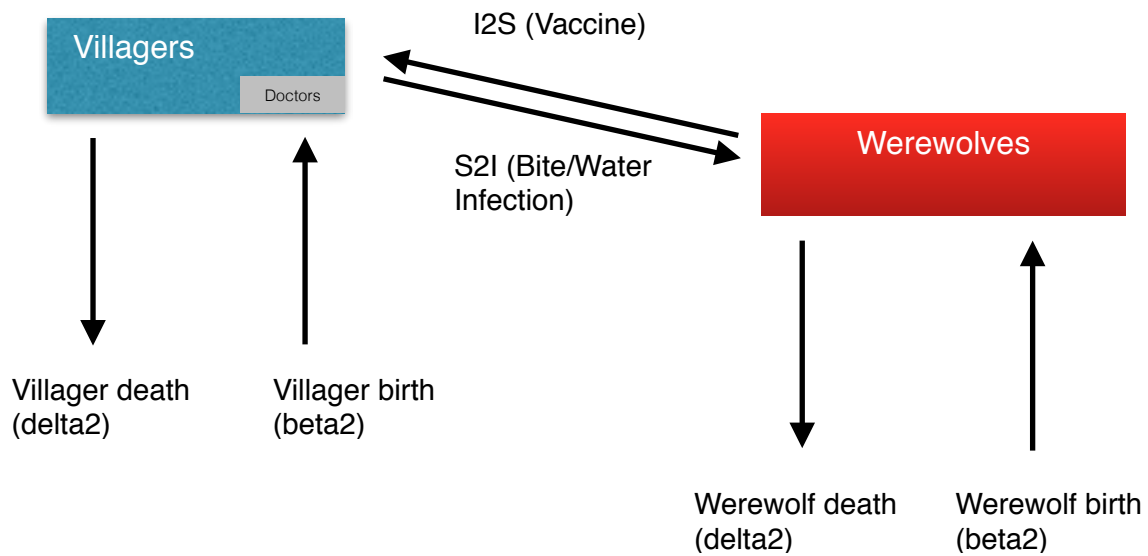 I2S (Vaccine)
Villagers
Doctors
Werewolves
S2I (Bite/Water
Infection)
Villager death
(delta2)
Villager birth
(beta2)
Werewolf death
(delta2)
Werewolf birth
(beta2)